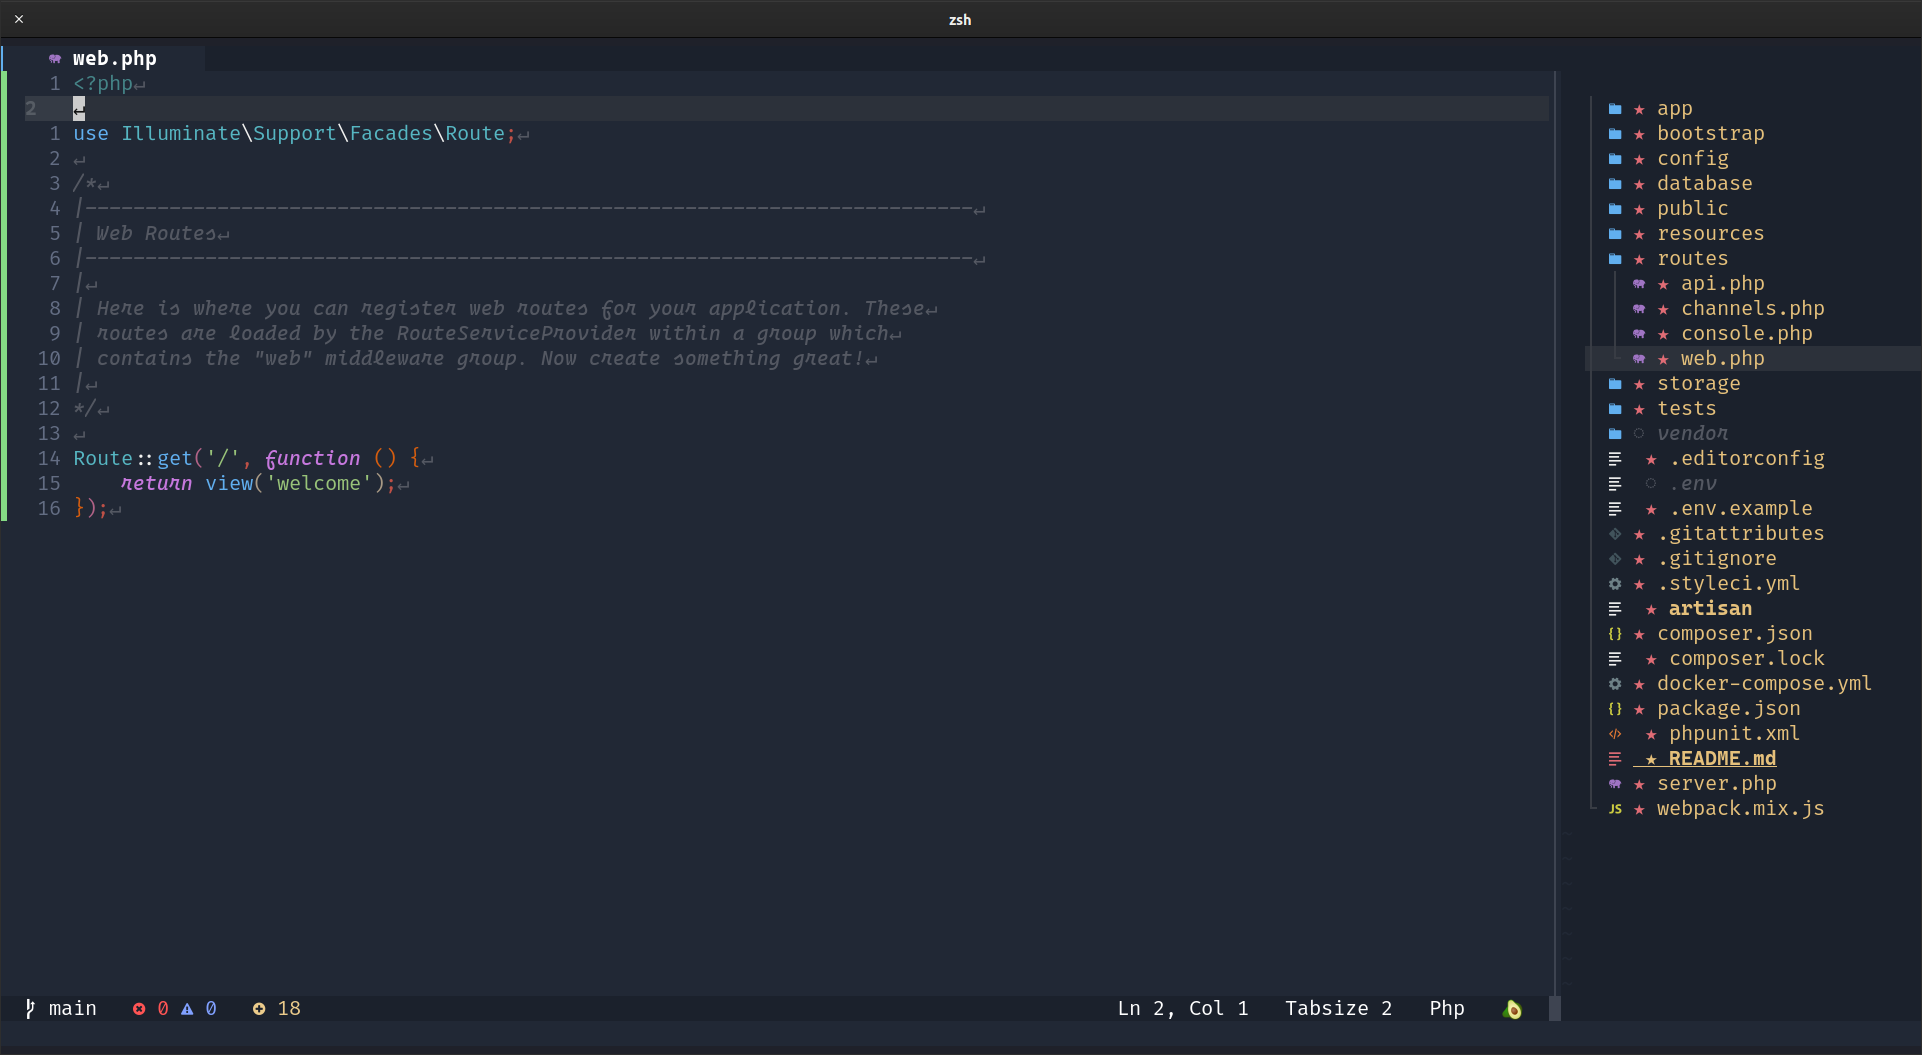 × zsh
web.php
1 <?php↵
2 ↵
1 use Illuminate\Support\Facades\Route;↵
2 ↵
3 /*↵
4 |--------------------------------------------------------------------------↵
5 | Web Routes↵
6 |--------------------------------------------------------------------------↵
7 |↵
8 | Here is where you can register web routes for your application. These↵
9 | routes are loaded by the RouteServiceProvider within a group which↵
10 | contains the "web" middleware group. Now create something great!↵
11 |↵
12 */↵
13 ↵
14 Route::get('/', function () {↵
15     return view('welcome');↵
16 });↵
app
bootstrap
config
database
public
resources
routes
api.php
channels.php
console.php
web.php
storage
tests
vendor
.editorconfig
.env
.env.example
.gitattributes
.gitignore
.styleci.yml
artisan
{} composer.json
composer.lock
docker-compose.yml
{} package.json
</> phpunit.xml
README.md
server.php
JS webpack.mix.js
main 0 0 18 Ln 2, Col 1 Tabsize 2 Php